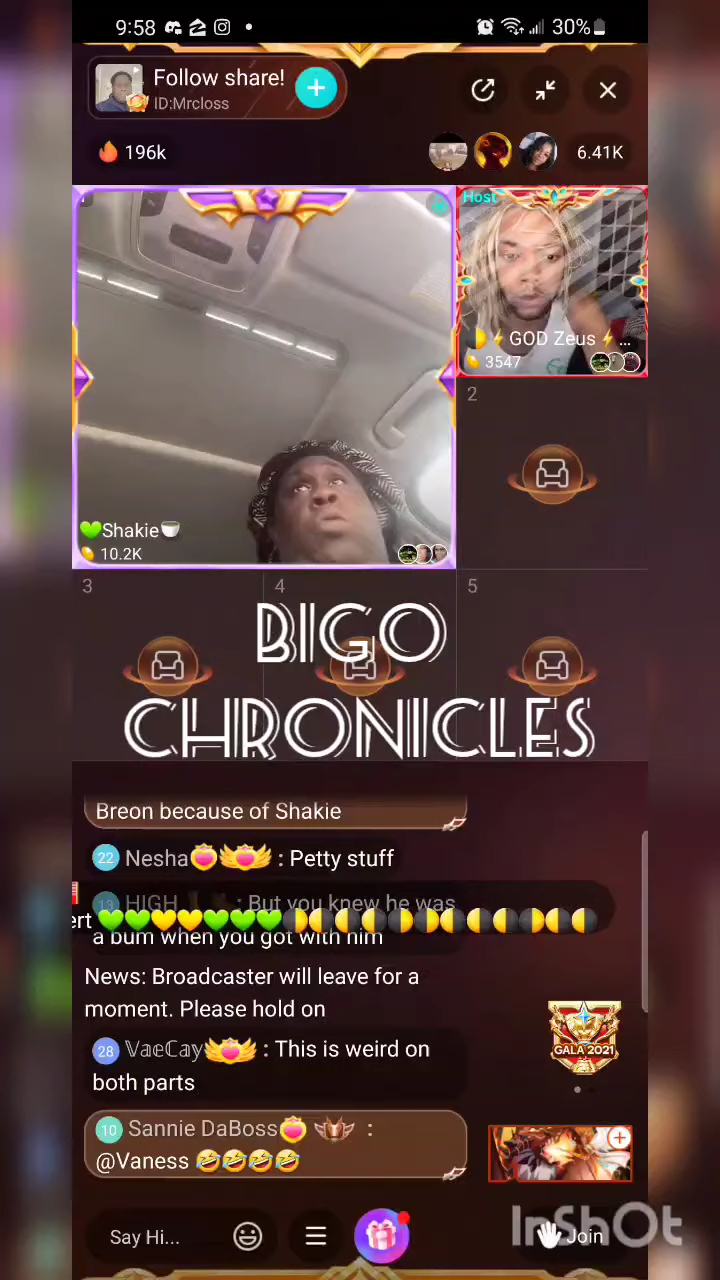 9:58
30%
Follow share!
ID:Mrcloss
196k
6.41K
Host
GOD Zeus ...
3547
2
Shakie
10.2K
3
4
5
BIGO
CHRONICLES
Breon because of Shakie
22 Nesha : Petty stuff
13 HIGH : But you knew he was
ert
a bum when you got with him
News: Broadcaster will leave for a
moment. Please hold on
GALA 2021
28 VaeCay : This is weird on
both parts
10 Sannie DaBoss :
@Vaness
Say Hi...
Join
InShOt